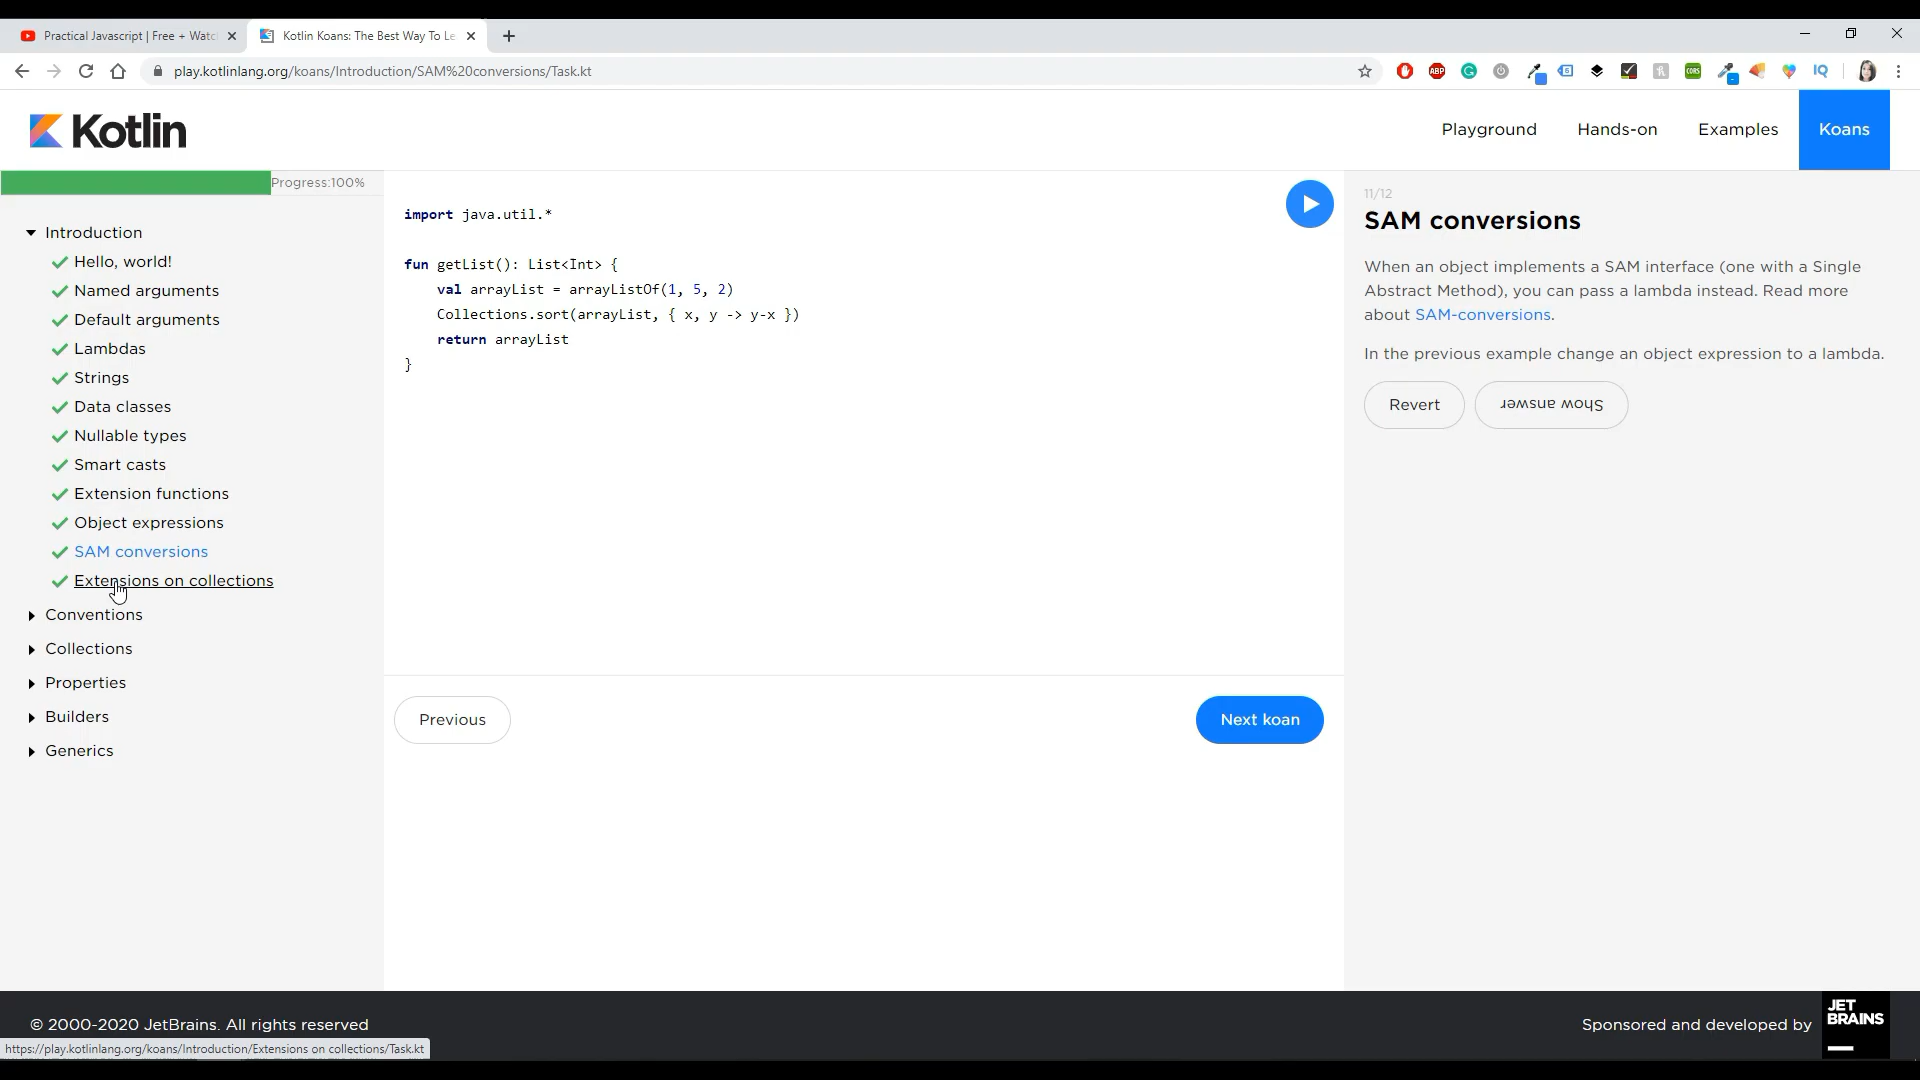 Practical Javascript | Free + Watc
Kotlin Koans: The Best Way To Le
play.kotlinlang.org/koans/Introduction/SAM%20conversions/Task.kt
ABP
CORS
IQ
Kotlin
Playground
Hands-on
Examples
Koans
Progress:100%
Introduction
Hello, world!
Named arguments
Default arguments
Lambdas
Strings
Data classes
Nullable types
Smart casts
Extension functions
Object expressions
SAM conversions
Extensions on collections
Conventions
Collections
Properties
Builders
Generics
import java.util.*
fun getList(): List<Int> {
    val arrayList = arrayListOf(1, 5, 2)
    Collections.sort(arrayList, { x, y -> y-x })
    return arrayList
}
Previous
Next koan
11/12
SAM conversions
When an object implements a SAM interface (one with a Single
Abstract Method), you can pass a lambda instead. Read more
about SAM-conversions.
In the previous example change an object expression to a lambda.
Revert
Show answer
© 2000-2020 JetBrains. All rights reserved
Sponsored and developed by
JET
BRAINS
https://play.kotlinlang.org/koans/Introduction/Extensions on collections/Task.kt